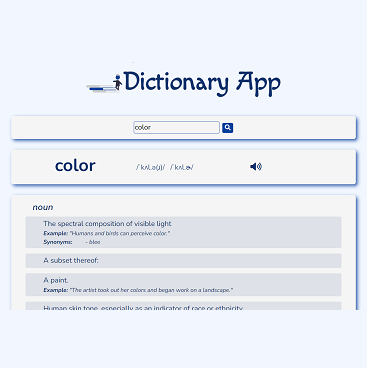 Dictionary App
color
color /ˈkʌl.ə(ɹ)/ /ˈkʌl.ɚ/
noun
The spectral composition of visible light
Example: "Humans and birds can perceive color."
Synonyms: - blee
A subset thereof:
A paint.
Example: "The artist took out her colors and began work on a landscape."
Human skin tone, especially as an indicator of race or ethnicity.